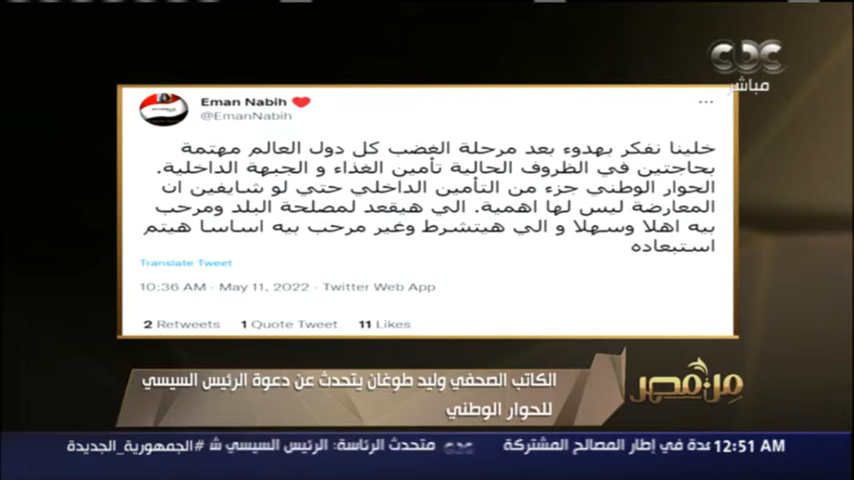 cbc
مباشر
Eman Nabih
@EmanNabih
خلينا نفكر بهدوء بعد مرحلة الغضب كل دول العالم مهتمة
بحاجتين في الظروف الحالية تأمين الغذاء و الجبهة الداخلية.
الحوار الوطني جزء من التأمين الداخلي حتي لو شايفين ان
المعارضة ليس لها اهمية. الي هيقعد لمصلحة البلد ومرحب
بيه اهلا وسهلا و الي هيتشرط وغير مرحب بيه اساسا هيتم
استبعاده
Translate Tweet
10:36 AM · May 11, 2022 · Twitter Web App
2 Retweets 1 Quote Tweet 11 Likes
الكاتب الصحفي وليد طوغان يتحدث عن دعوة الرئيس السيسي
للحوار الوطني
من مصر
12:51 AM عدة في إطار المصالح المشتركة cbc متحدث الرئاسة: الرئيس السيسي ش #الجمهورية_الجديدة